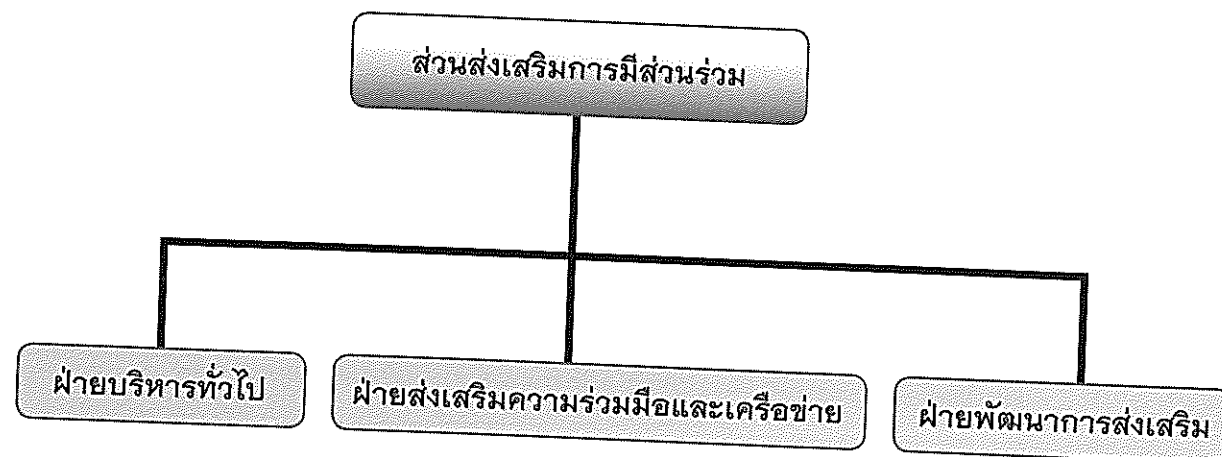 ส่วนส่งเสริมการมีส่วนร่วม
ฝ่ายบริหารทั่วไป
ฝ่ายส่งเสริมความร่วมมือและเครือข่าย
ฝ่ายพัฒนาการส่งเสริม